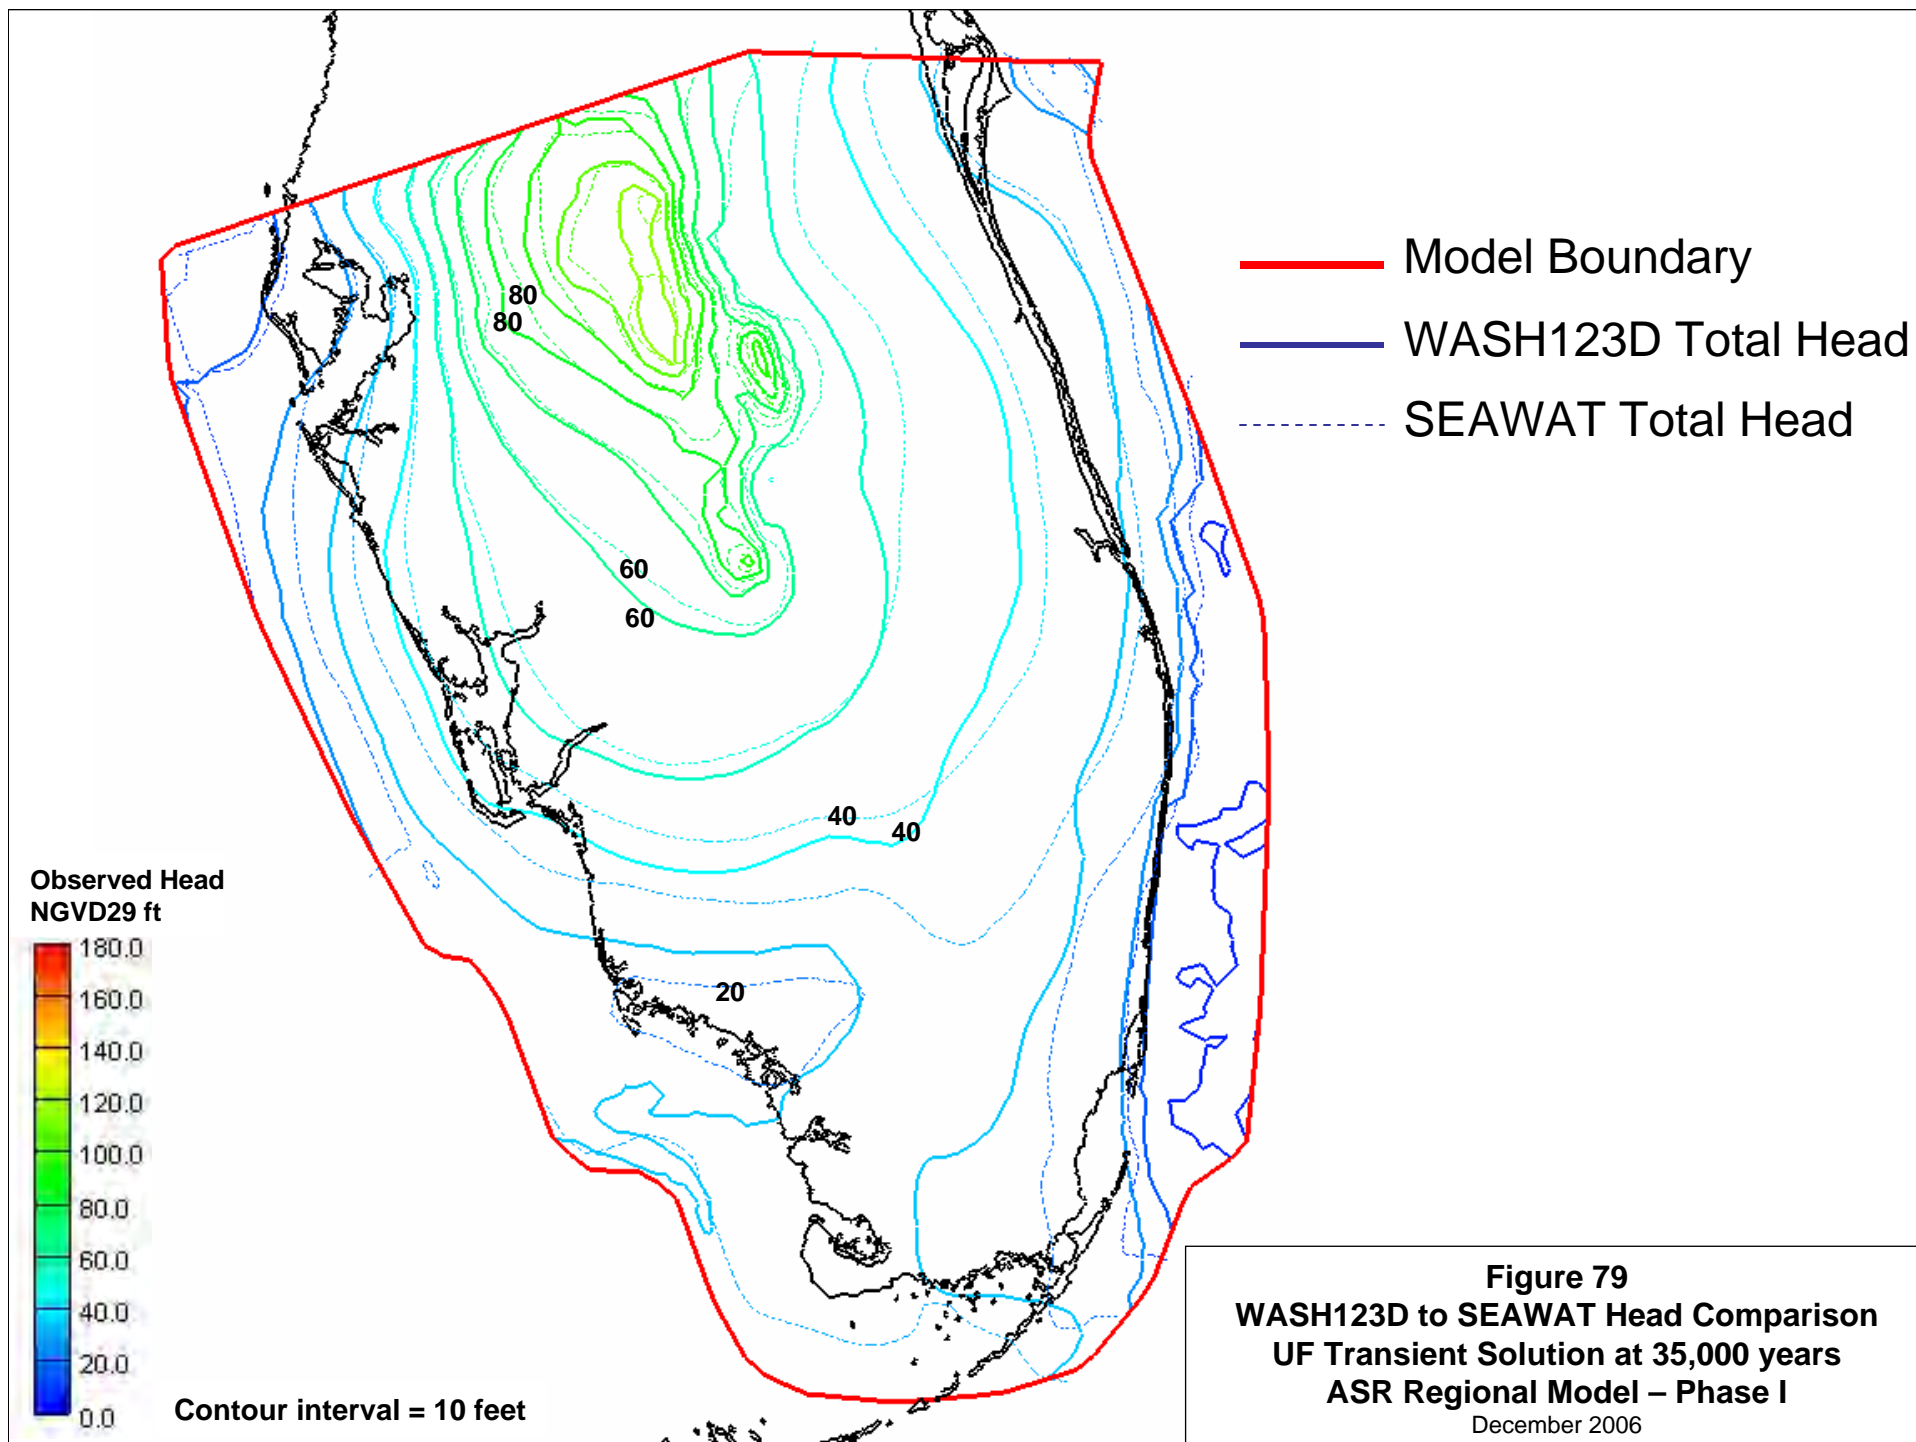 Model Boundary
WASH123D Total Head
SEAWAT Total Head
80
80
60
60
40
40
20
Observed Head
NGVD29 ft
180.0
160.0
140.0
120.0
100.0
80.0
60.0
40.0
20.0
0.0
Contour interval = 10 feet
Figure 79
WASH123D to SEAWAT Head Comparison
UF Transient Solution at 35,000 years
ASR Regional Model – Phase I
December 2006